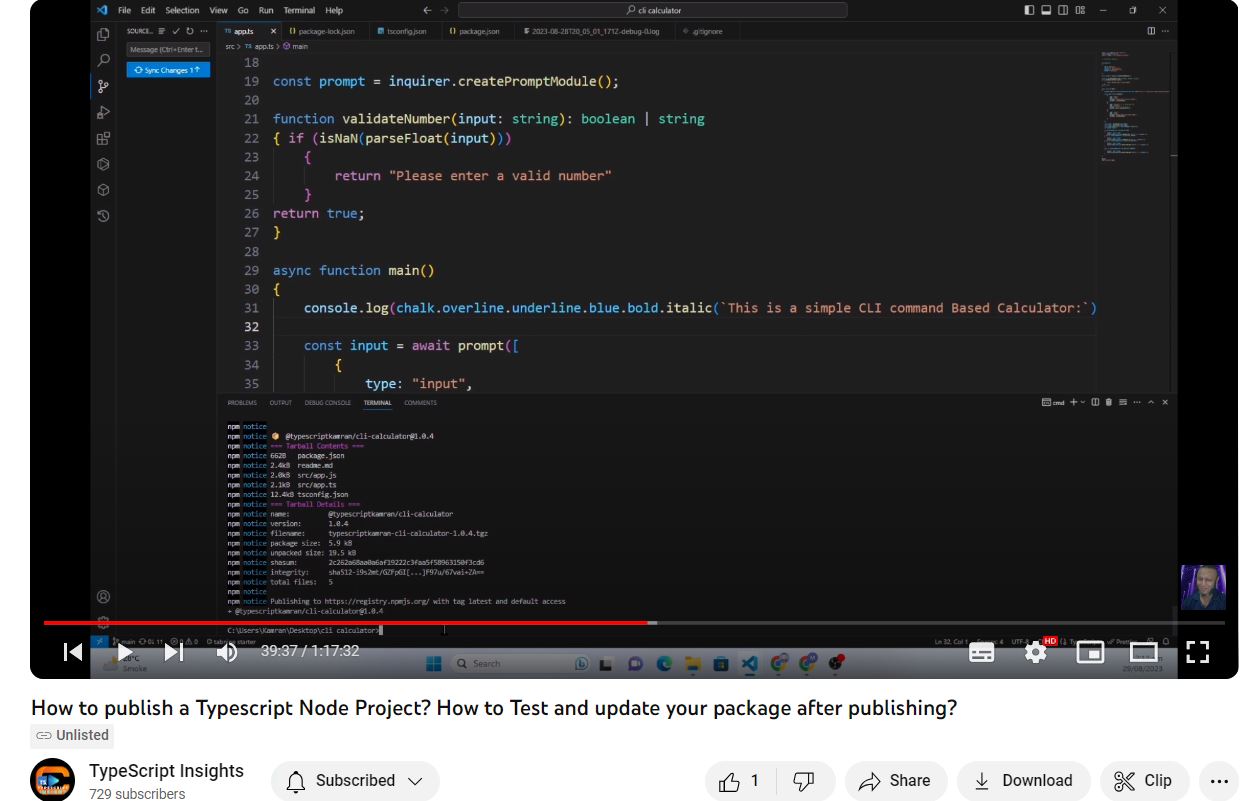 File Edit Selection View Go Run Terminal Help
cli calculator
SOURCE...
TS app.ts
{} package-lock.json
tsconfig.json
{} package.json
2023-08-28T20_05_01_171Z-debug-0.log
.gitignore
Message (Ctrl+Enter t...
src > TS app.ts > main
Sync Changes 1↑
18
19 const prompt = inquirer.createPromptModule();
20
21 function validateNumber(input: string): boolean | string
22 { if (isNaN(parseFloat(input)))
23 {
24 return "Please enter a valid number"
25 }
26 return true;
27 }
28
29 async function main()
30 {
31 console.log(chalk.overline.underline.blue.bold.italic(`This is a simple CLI command Based Calculator:`)
32
33 const input = await prompt([
34 {
35 type: "input",
PROBLEMS OUTPUT DEBUG CONSOLE TERMINAL COMMENTS
cmd
npm notice
npm notice 📦 @typescriptkamran/cli-calculator@1.0.4
npm notice === Tarball Contents ===
npm notice 662B package.json
npm notice 2.4kB readme.md
npm notice 2.0kB src/app.js
npm notice 2.1kB src/app.ts
npm notice 12.4kB tsconfig.json
npm notice === Tarball Details ===
npm notice name: @typescriptkamran/cli-calculator
npm notice version: 1.0.4
npm notice filename: typescriptkamran-cli-calculator-1.0.4.tgz
npm notice package size: 5.9 kB
npm notice unpacked size: 19.5 kB
npm notice shasum: 2c262a68aa0a6af19222c3faa5f58963150f3cd6
npm notice integrity: sha512-i9s2mt/GZFpGI[...]F97u/67vai+ZA==
npm notice total files: 5
npm notice
npm notice Publishing to https://registry.npmjs.org/ with tag latest and default access
+ @typescriptkamran/cli-calculator@1.0.4
C:\Users\Kamran\Desktop\cli calculator>
main
Ln 32, Col 1
39:37 / 1:17:32
HD
Smoke
Search
29/08/2023
How to publish a Typescript Node Project? How to Test and update your package after publishing?
Unlisted
TypeScript Insights
729 subscribers
Subscribed
1
Share
Download
Clip